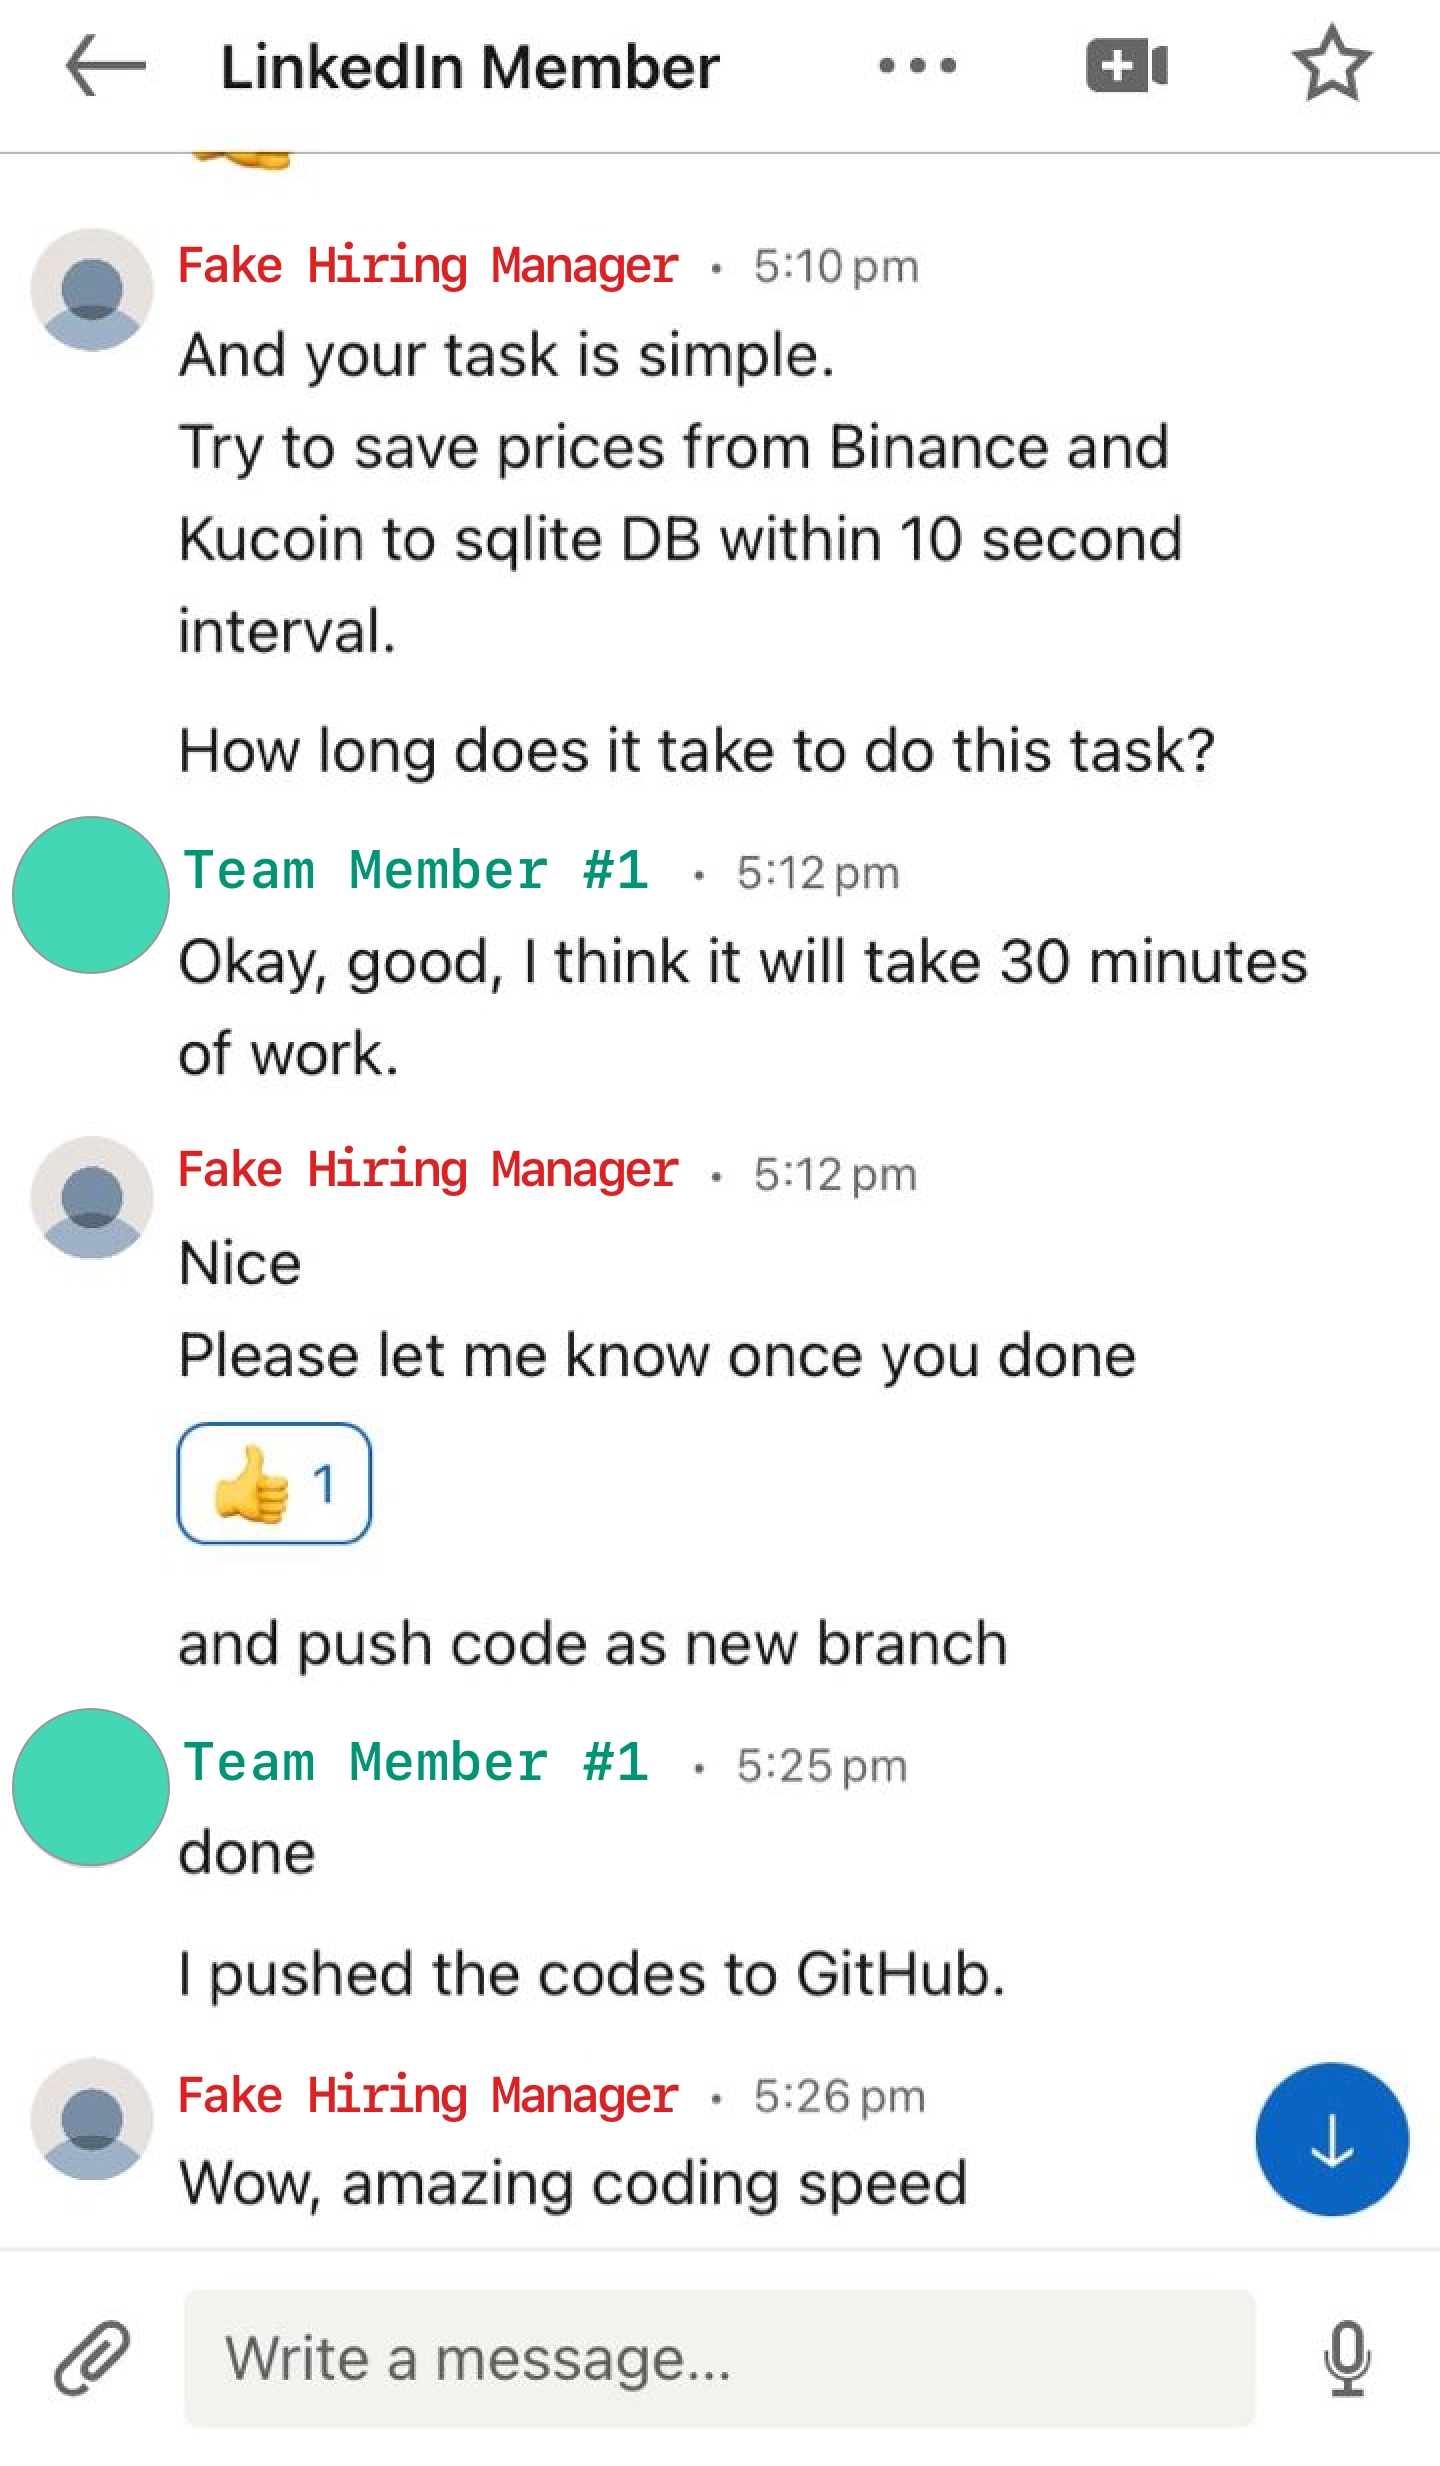 LinkedIn Member
Fake Hiring Manager • 5:10 pm
And your task is simple.
Try to save prices from Binance and
Kucoin to sqlite DB within 10 second
interval.
How long does it take to do this task?
Team Member #1 • 5:12 pm
Okay, good, I think it will take 30 minutes
of work.
Fake Hiring Manager • 5:12 pm
Nice
Please let me know once you done
👍 1
and push code as new branch
Team Member #1 • 5:25 pm
done
I pushed the codes to GitHub.
Fake Hiring Manager • 5:26 pm
Wow, amazing coding speed
Write a message...